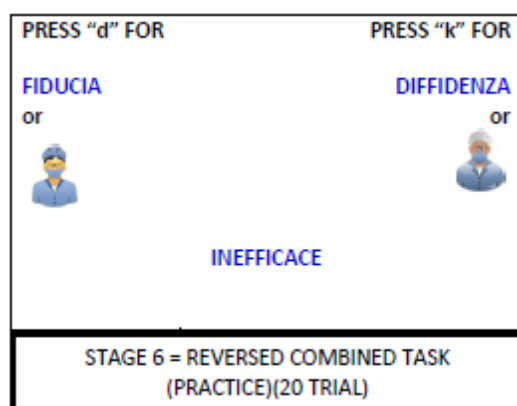 PRESS “d” FOR PRESS “k” FOR
FIDUCIA DIFFIDENZA
or or
INEFFICACE
STAGE 6 = REVERSED COMBINED TASK
(PRACTICE)(20 TRIAL)